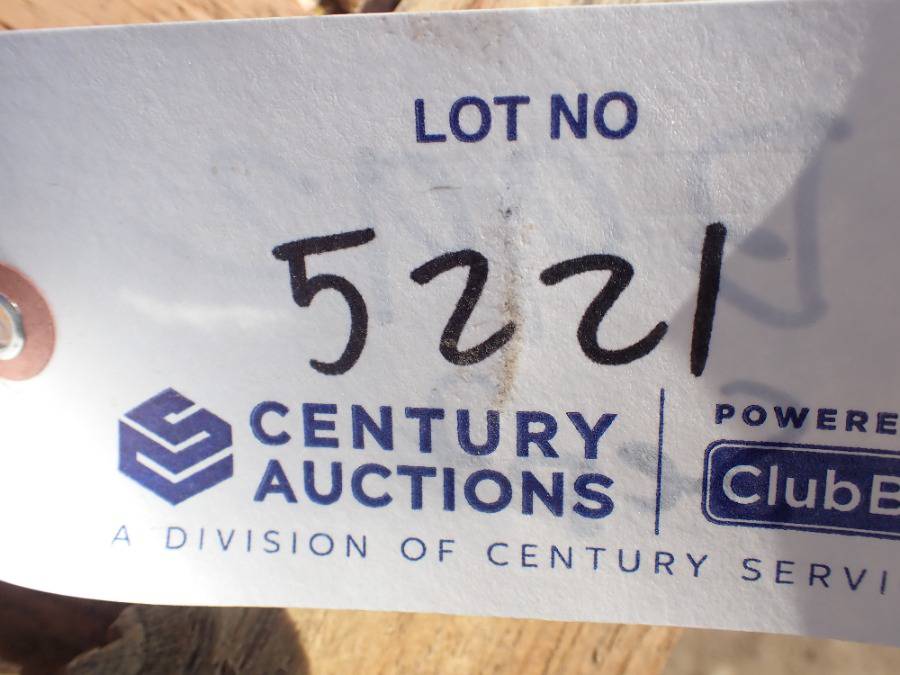 LOT NO
5221
CENTURY
AUCTIONS
POWERE
ClubB
A DIVISION OF CENTURY SERVI